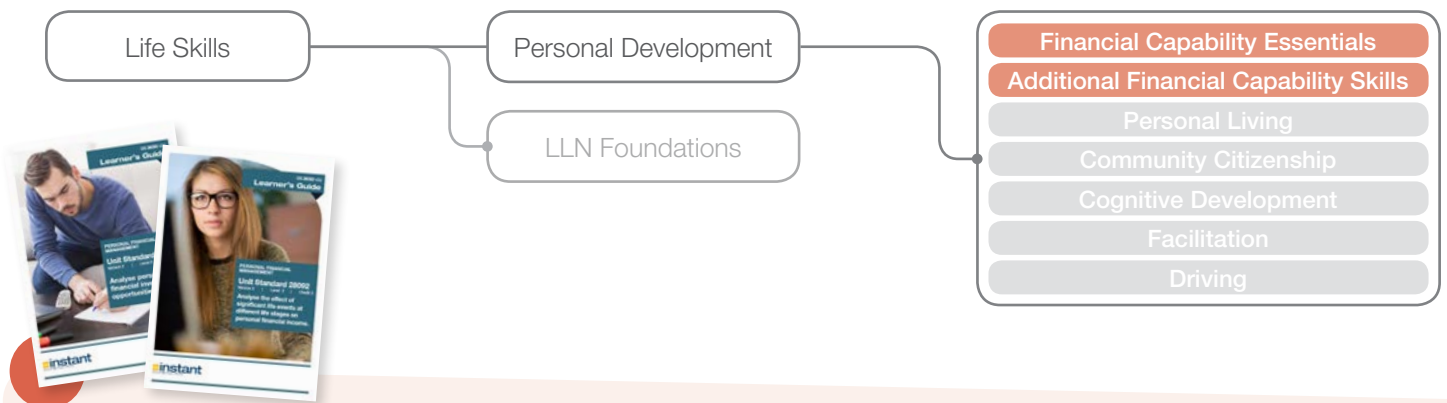 Life Skills
Personal Development
LLN Foundations
Financial Capability Essentials
Additional Financial Capability Skills
Personal Living
Community Citizenship
Cognitive Development
Facilitation
Driving
Learner's Guide
PERSONAL FINANCIAL
MANAGEMENT
Unit Standard
Analyse
financial
instant
Learner's Guide
PERSONAL FINANCIAL
MANAGEMENT
Unit Standard 28092
Analyse the effect of
significant life events at
different life stages on
personal financial income.
instant